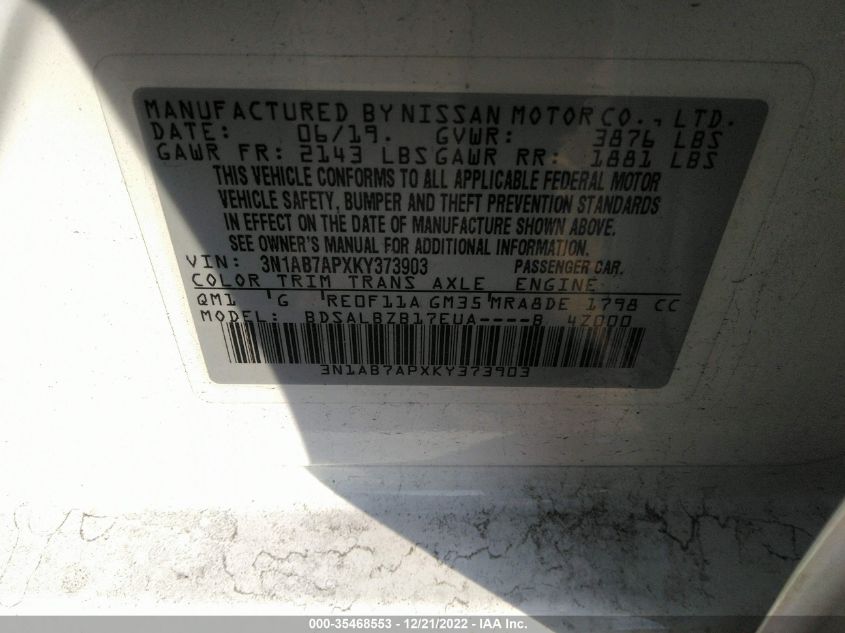 MANUFACTURED BY NISSAN MOTOR CO., LTD.
DATE: 06/19. GVWR: 3876 LBS
GAWR FR: 2143 LBS GAWR RR: 1881 LBS
THIS VEHICLE CONFORMS TO ALL APPLICABLE FEDERAL MOTOR
VEHICLE SAFETY, BUMPER AND THEFT PREVENTION STANDARDS
IN EFFECT ON THE DATE OF MANUFACTURE SHOWN ABOVE.
SEE OWNER'S MANUAL FOR ADDITIONAL INFORMATION.
VIN: 3N1AB7APXKY373903 PASSENGER CAR.
COLOR TRIM TRANS AXLE ENGINE
QM1 G RE0F11A GM35 MRA8DE 1798 CC
MODEL: BDSALBZB17EUA----B 4Z000
3N1AB7APXKY373903
000-35468553 - 12/21/2022 - IAA Inc.